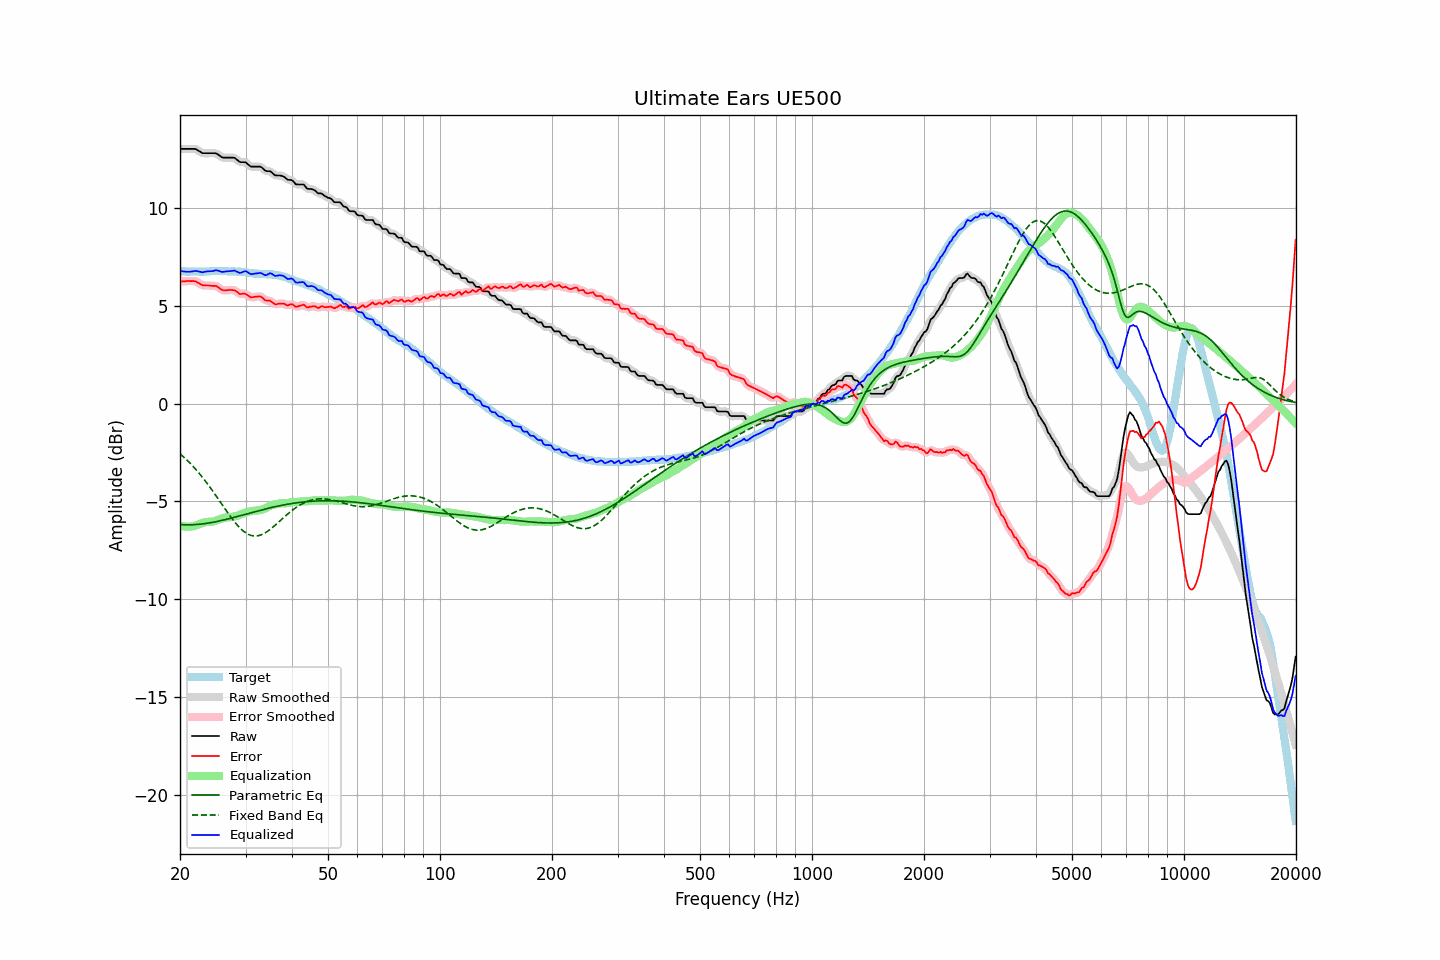 Ultimate Ears UE500
Amplitude (dBr)
10
5
0
−5
−10
−15
−20
Target
Raw Smoothed
Error Smoothed
Raw
Error
Equalization
Parametric Eq
Fixed Band Eq
Equalized
20 50 100 200 500 1000 2000 5000 10000 20000
Frequency (Hz)